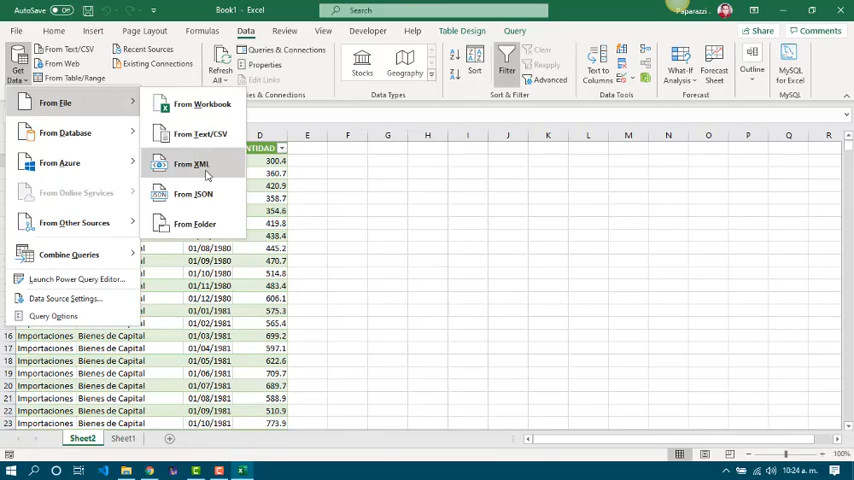 AutoSave Off Book1 - Excel Search Paparazzi .
File Home Insert Page Layout Formulas Data Review View Developer Help Table Design Query Share Comments
Get Data
From Text/CSV
From Web
From Table/Range
Recent Sources
Existing Connections
Refresh All
Queries & Connections
Properties
Edit Links
Stocks
Geography
Sort
Filter
Clear
Reapply
Advanced
Text to Columns
What-If Analysis
Forecast Sheet
Outline
MySQL for Excel
Queries & Connections
Data Types
Sort & Filter
Data Tools
Forecast
From File
From Database
From Azure
From Online Services
From Other Sources
Combine Queries
Launch Power Query Editor...
Data Source Settings...
Query Options
From Workbook
From Text/CSV
From XML
From JSON
From Folder
D E F G H I J K L M N O P Q R
300.4
360.7
420.9
358.7
354.6
419.8
438.4
01/08/1980 445.2
01/09/1980 470.7
01/10/1980 514.8
01/11/1980 483.4
01/12/1980 606.1
01/01/1981 575.3
01/02/1981 565.4
16 Importaciones Bienes de Capital 01/03/1981 699.2
17 Importaciones Bienes de Capital 01/04/1981 597.1
18 Importaciones Bienes de Capital 01/05/1981 622.6
19 Importaciones Bienes de Capital 01/06/1981 709.7
20 Importaciones Bienes de Capital 01/07/1981 689.7
21 Importaciones Bienes de Capital 01/08/1981 588.9
22 Importaciones Bienes de Capital 01/09/1981 510.9
23 Importaciones Bienes de Capital 01/10/1981 773.9
Sheet2 Sheet1
100%
10:24 a. m.